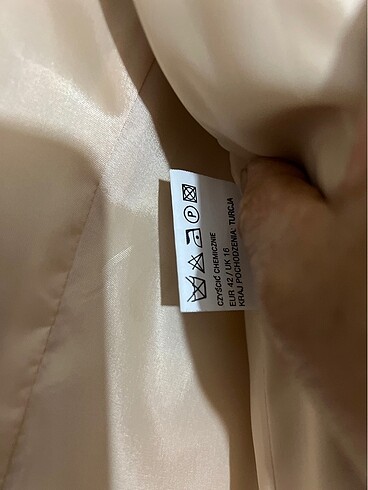 CZYŚCIĆ CHEMICZNIE
EUR 42 / UK 16
KRAJ POCHODZENIA: TURCJA